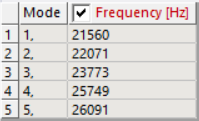 Mode Frequency [Hz]
1 1, 21560
2 2, 22071
3 3, 23773
4 4, 25749
5 5, 26091